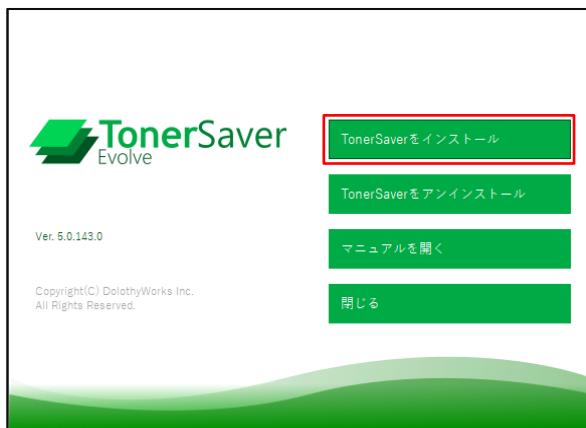 TonerSaver
Evolve
Ver. 5.0.143.0
Copyright(C) DolothyWorks Inc.
All Rights Reserved.
TonerSaverをインストール
TonerSaverをアンインストール
マニュアルを開く
閉じる